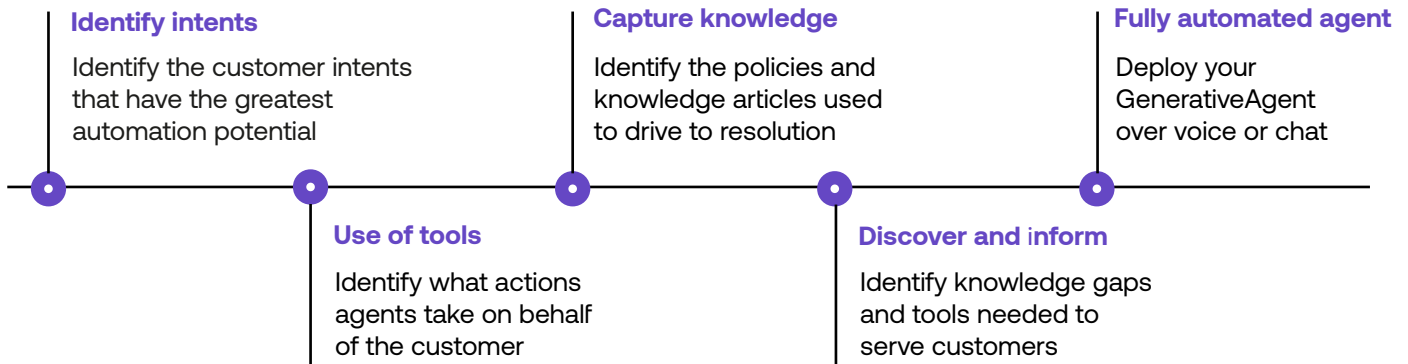 Identify intents
Identify the customer intents
that have the greatest
automation potential
Use of tools
Identify what actions
agents take on behalf
of the customer
Capture knowledge
Identify the policies and
knowledge articles used
to drive to resolution
Discover and inform
Identify knowledge gaps
and tools needed to
serve customers
Fully automated agent
Deploy your
GenerativeAgent
over voice or chat